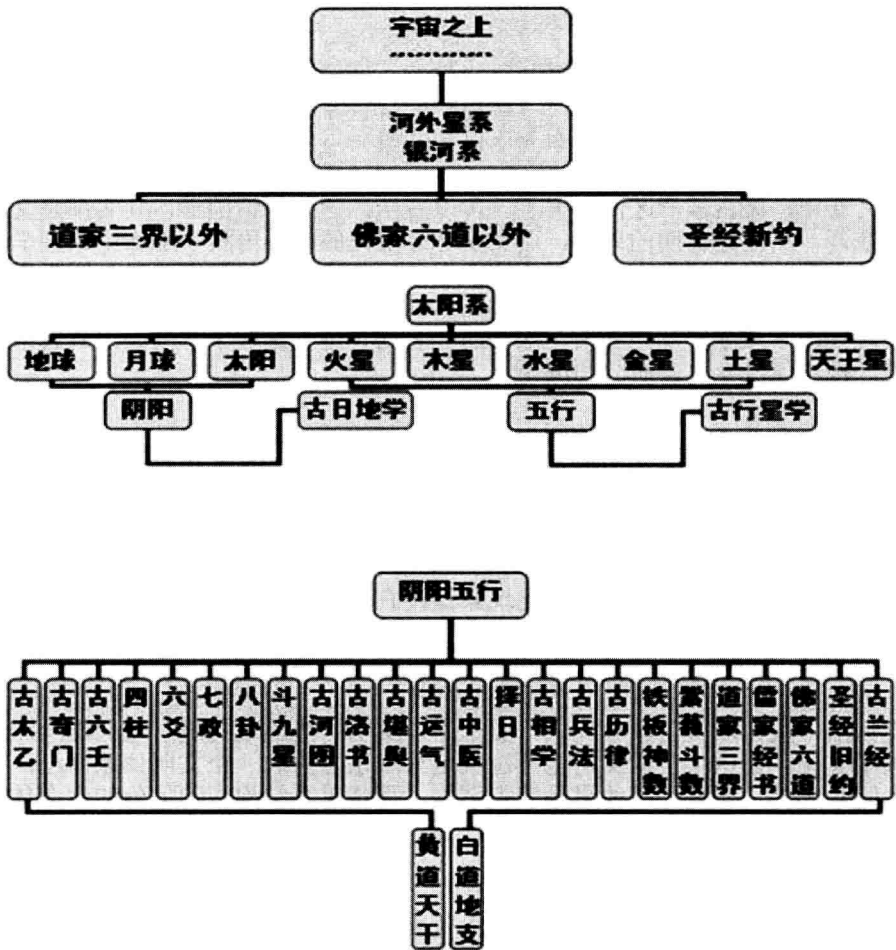 宇宙之上
............
河外星系
银河系
道家三界以外
佛家六道以外
圣经新约
太阳系
地球
月球
太阳
火星
木星
水星
金星
土星
天王星
阴阳
古日地学
五行
古行星学
阴阳五行
古太乙
古奇门
古六壬
四柱
六爻
七政
八卦
斗九星
古河图
古洛书
古堪舆
古运气
古中医
择日
古相学
古兵法
古历律
铁板神数
紫薇斗数
道家三界
儒家经书
佛家六道
圣经旧约
古兰经
黄道天干
白道地支